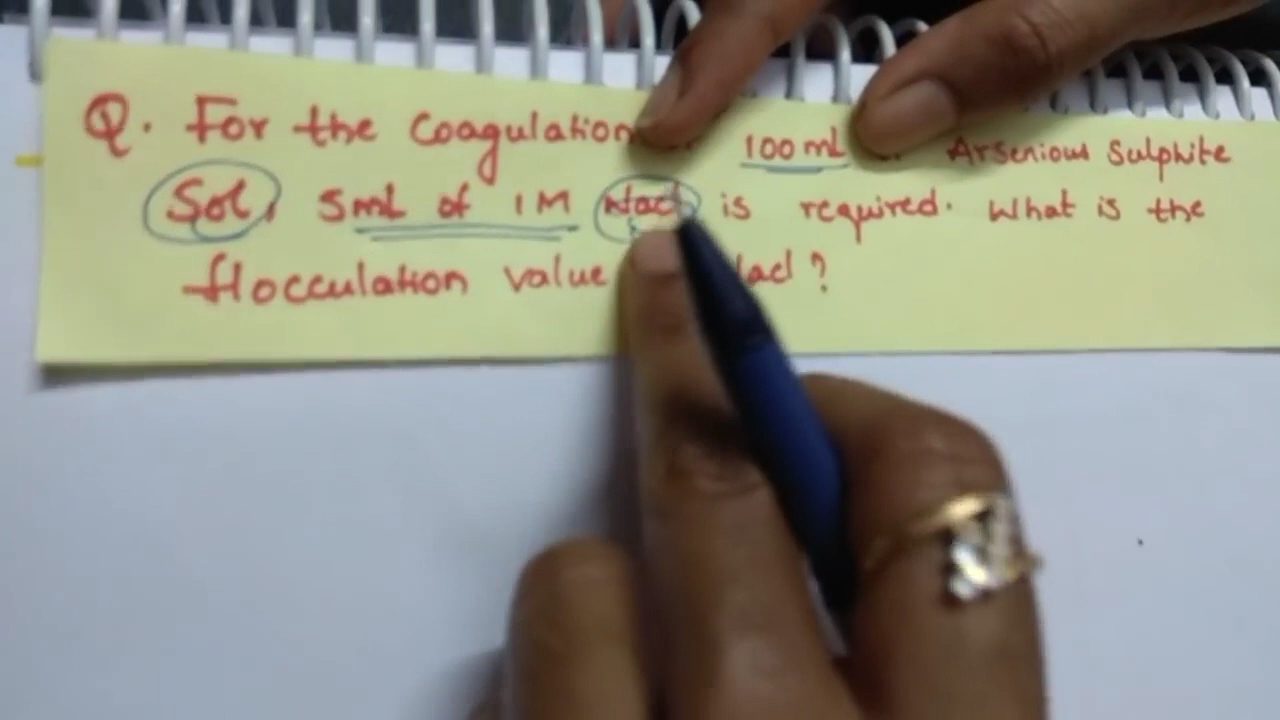 Q. For the Coagulation 100 mL Arsenious Sulphite
Sol, 5mL of 1M Nacl is required. What is the
flocculation value lacl?